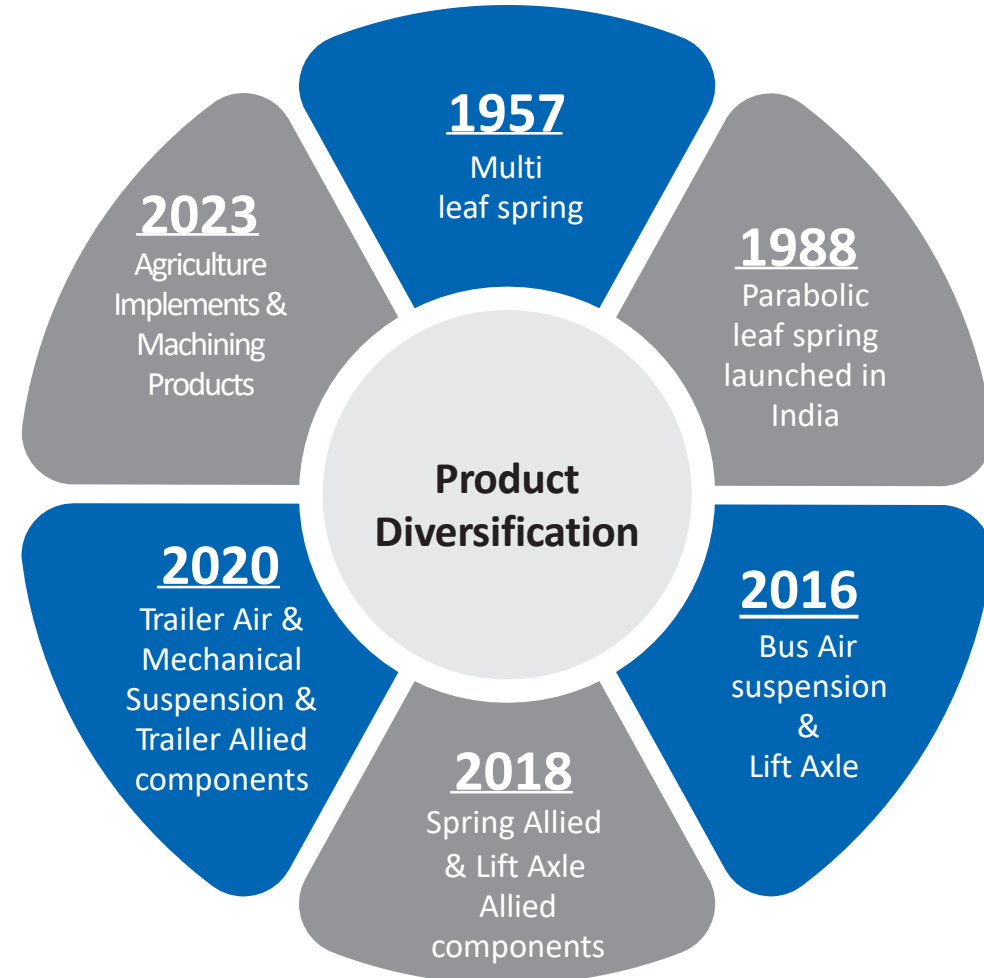 1957
Multi
leaf spring
1988
Parabolic
leaf spring
launched in
India
2016
Bus Air
suspension
&
Lift Axle
2018
Spring Allied
& Lift Axle
Allied
components
2020
Trailer Air &
Mechanical
Suspension &
Trailer Allied
components
2023
Agriculture
Implements &
Machining
Products
Product
Diversification